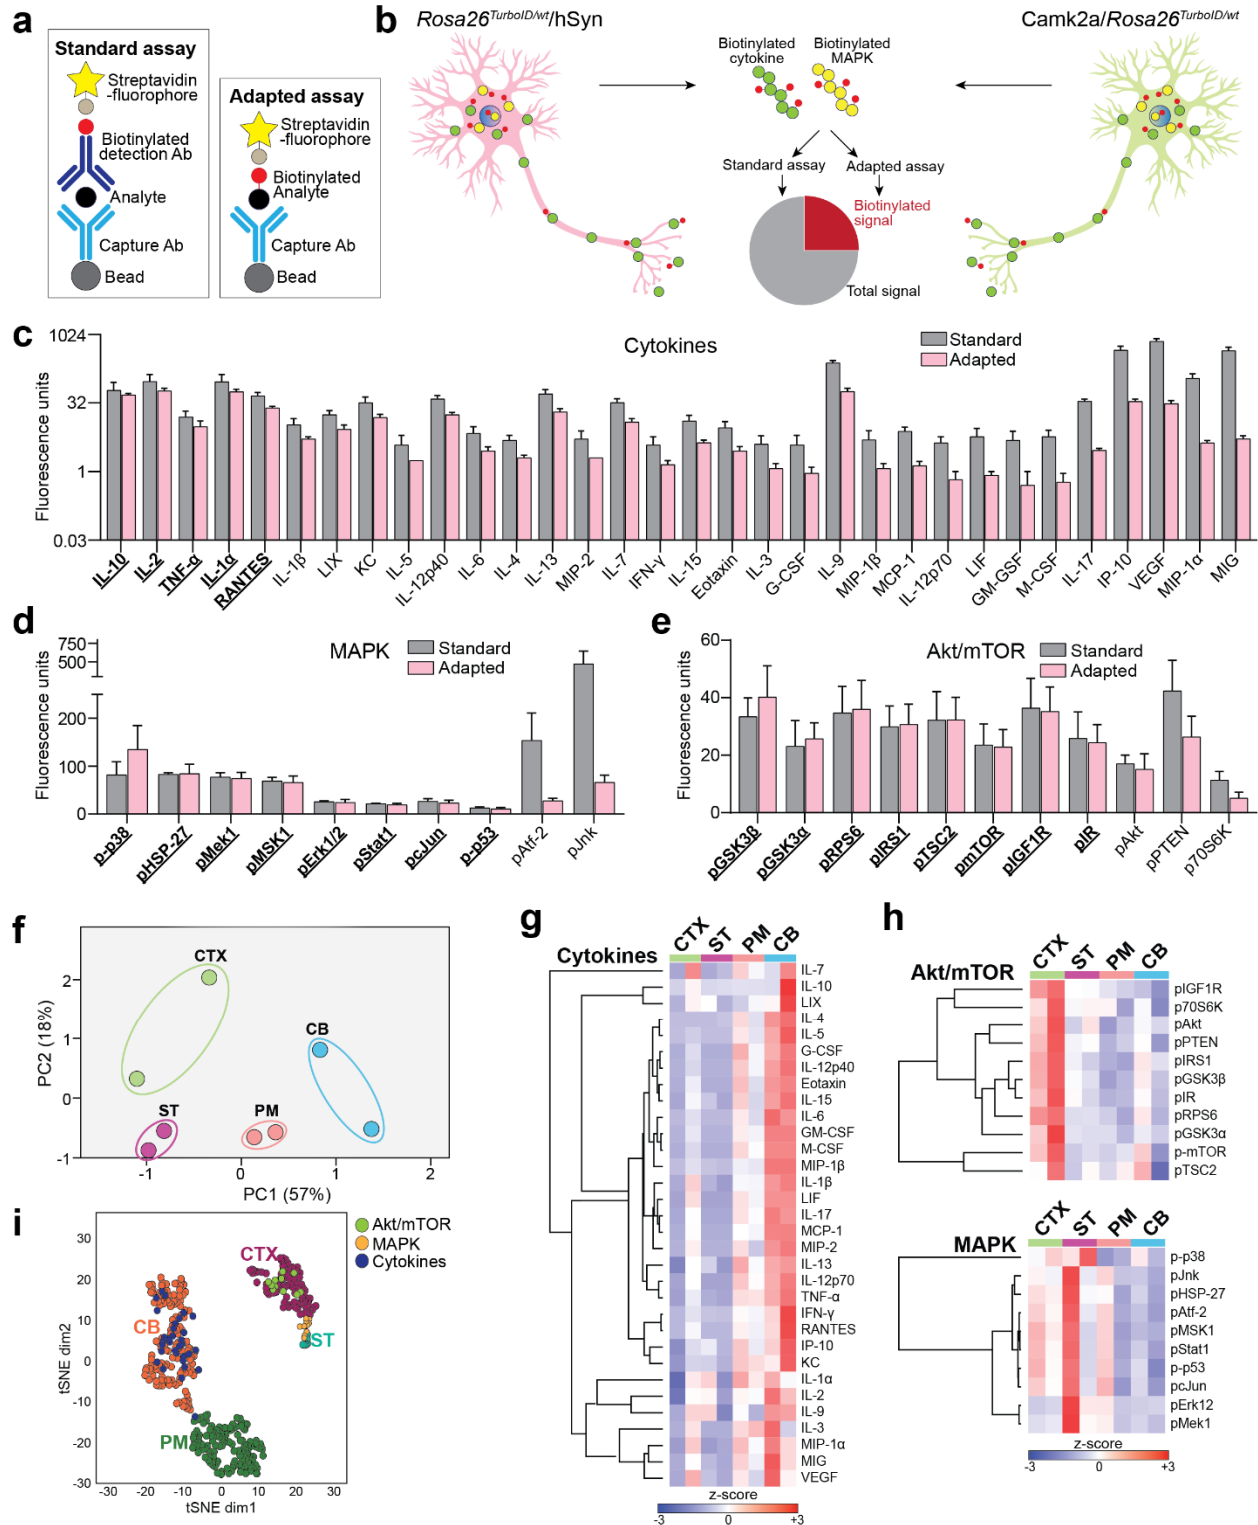 a
Standard assay
Streptavidin
-fluorophore
Biotinylated
detection Ab
Analyte
Capture Ab
Bead
Adapted assay
Streptavidin
-fluorophore
Biotinylated
Analyte
Capture Ab
Bead
b
Rosa26TurboID/wt/hSyn
Camk2a/Rosa26TurboID/wt
Biotinylated
cytokine
Biotinylated
MAPK
Standard assay
Adapted assay
Biotinylated
signal
Total signal
c
Cytokines
Standard
Adapted
Fluorescence units
1024
32
1
0.03
IL-10
IL-2
TNF-α
IL-1α
RANTES
IL-1β
LIX
KC
IL-5
IL-12p40
IL-6
IL-4
IL-13
MIP-2
IL-7
IFN-γ
IL-15
Eotaxin
IL-3
G-CSF
IL-9
MIP-1β
MCP-1
IL-12p70
LIF
GM-GSF
M-CSF
IL-17
IP-10
VEGF
MIP-1α
MIG
d
MAPK
Standard
Adapted
Fluorescence units
750
500
200
100
0
p-p38
pHSP-27
pMek1
pMSK1
pErk1/2
pStat1
pcJun
p-p53
pAtf-2
pJnk
e
Akt/mTOR
Standard
Adapted
Fluorescence units
60
40
20
0
pGSK3β
pGSK3α
pRPS6
pIRS1
pTSC2
pmTOR
pIGF1R
pIR
pAkt
pPTEN
p70S6K
f
CTX
CB
ST
PM
PC2 (18%)
2
1
0
-1
-1
0
1
2
PC1 (57%)
g
Cytokines
CTX
ST
PM
CB
IL-7
IL-10
LIX
IL-4
IL-5
G-CSF
IL-12p40
Eotaxin
IL-15
IL-6
GM-CSF
M-CSF
MIP-1β
IL-1β
LIF
IL-17
MCP-1
MIP-2
IL-13
IL-12p70
TNF-α
IFN-γ
RANTES
IP-10
KC
IL-1α
IL-2
IL-9
IL-3
MIP-1α
MIG
VEGF
z-score
-3
0
+3
h
Akt/mTOR
CTX
ST
PM
CB
pIGF1R
p70S6K
pAkt
pPTEN
pIRS1
pGSK3β
pIR
pRPS6
pGSK3α
p-mTOR
pTSC2
MAPK
CTX
ST
PM
CB
p-p38
pJnk
pHSP-27
pAtf-2
pMSK1
pStat1
p-p53
pcJun
pErk12
pMek1
z-score
-3
0
+3
i
Akt/mTOR
MAPK
Cytokines
CTX
CB
ST
PM
tSNE dim2
30
20
10
0
-10
-20
-30
-30
-20
-10
0
10
20
30
tSNE dim1